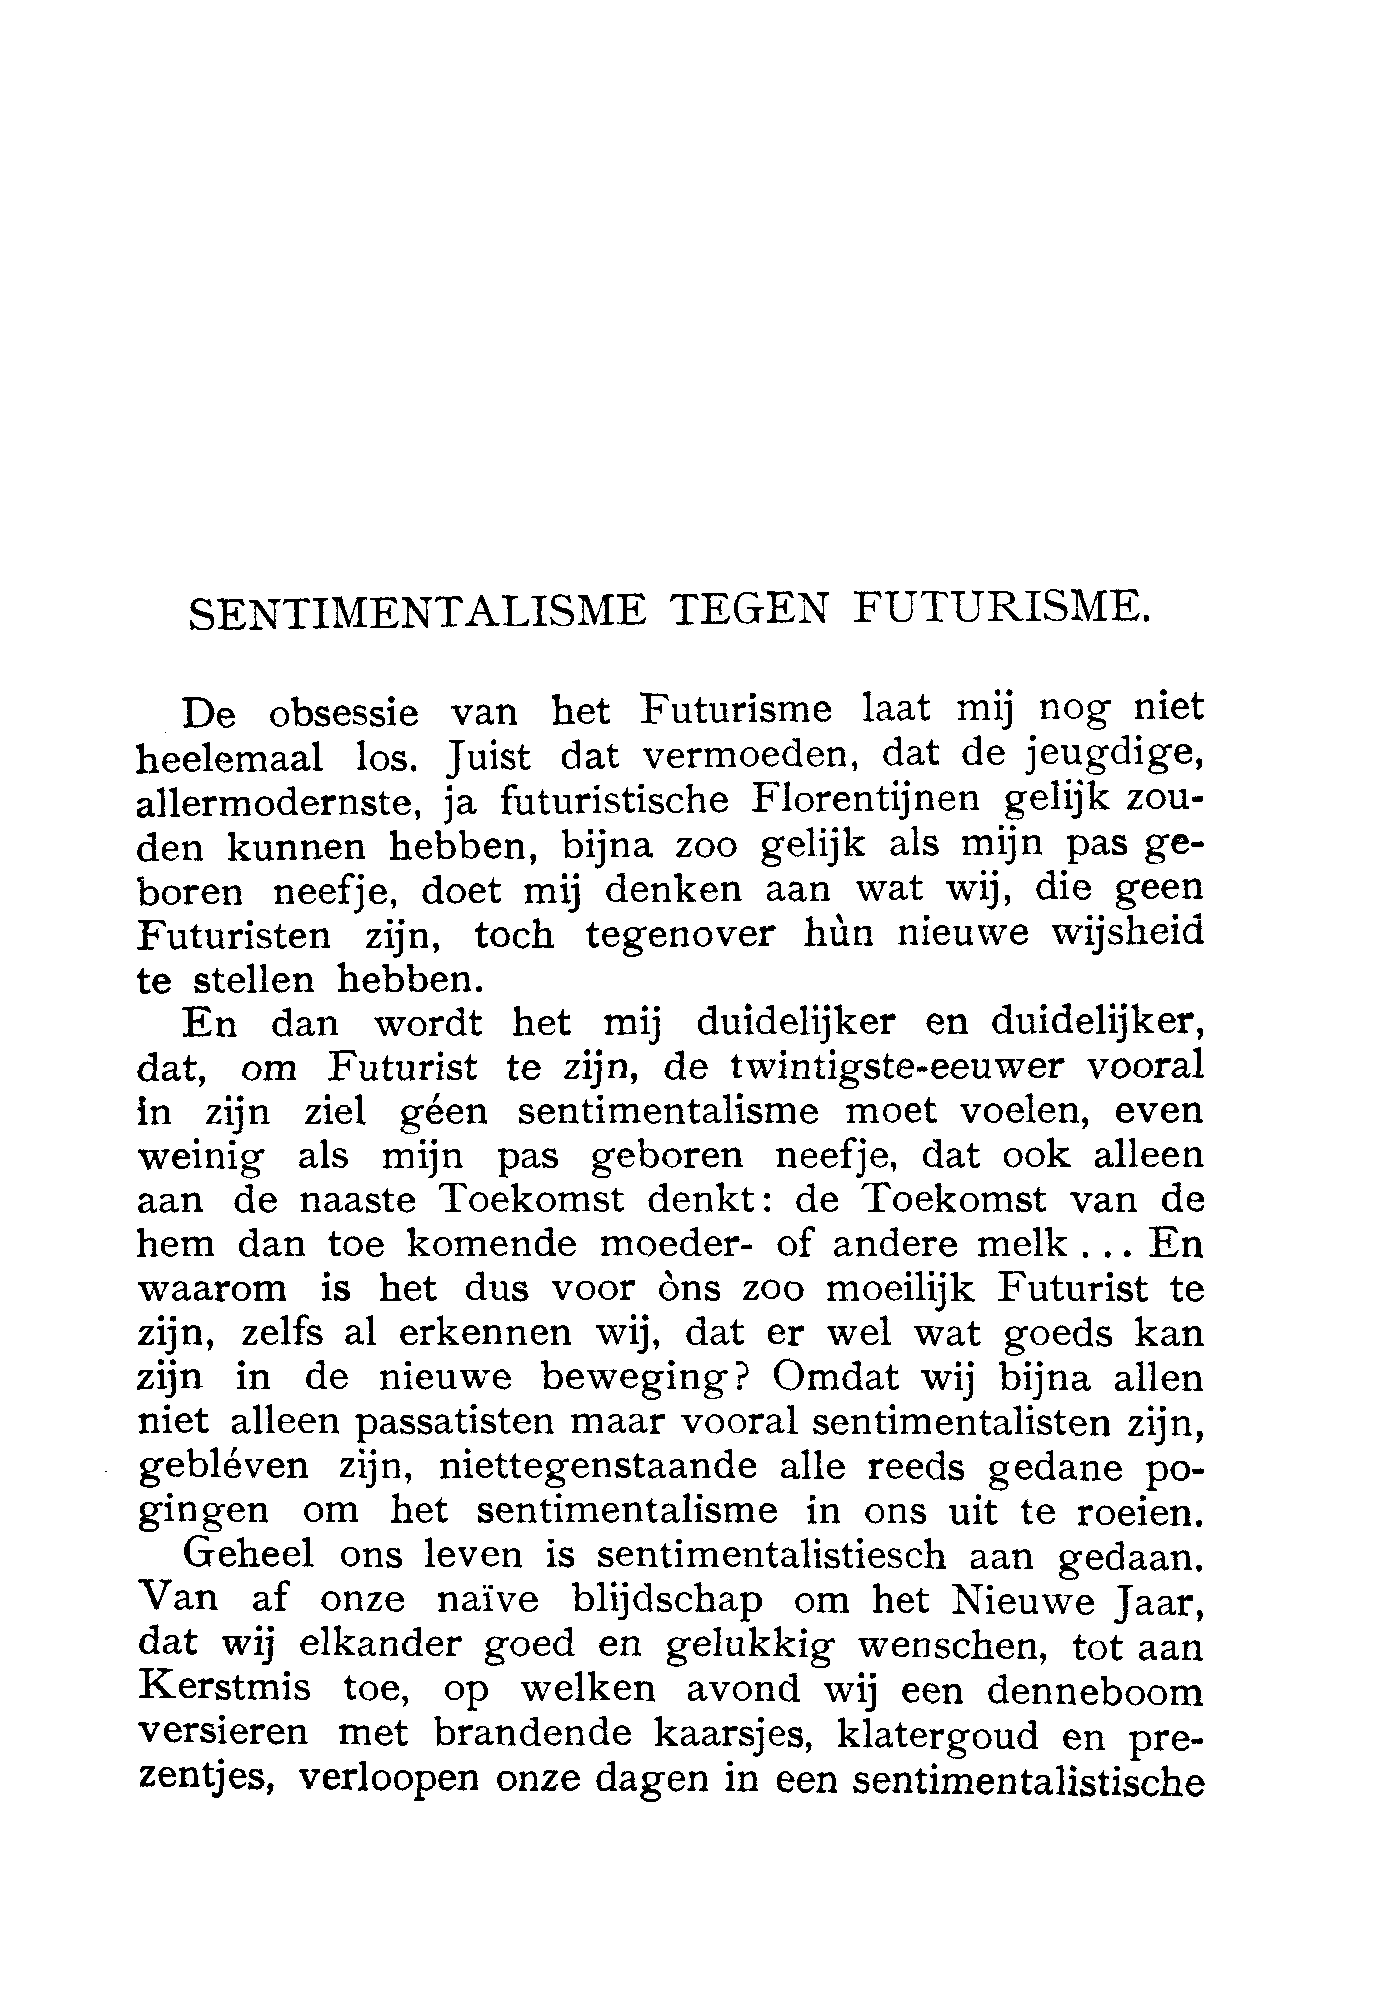 SENTIMENTALISME TEGEN FUTURISME.
De obsessie van het Futurisme laat mij nog niet
heelemaal los. Juist dat vermoeden, dat de jeugdige,
allermodernste, ja futuristische Florentijnen gelijk zou-
den kunnen hebben, bijna zoo gelijk als mijn pas ge-
boren neefje, doet mij denken aan wat wij, die geen
Futuristen zijn, toch tegenover hùn nieuwe wijsheid
te stellen hebben.
En dan wordt het mij duidelijker en duidelijker,
dat, om Futurist te zijn, de twintigste-eeuwer vooral
in zijn ziel géen sentimentalisme moet voelen, even
weinig als mijn pas geboren neefje, dat ook alleen
aan de naaste Toekomst denkt: de Toekomst van de
hem dan toe komende moeder- of andere melk... En
waarom is het dus voor òns zoo moeilijk Futurist te
zijn, zelfs al erkennen wij, dat er wel wat goeds kan
zijn in de nieuwe beweging? Omdat wij bijna allen
niet alleen passatisten maar vooral sentimentalisten zijn,
gebléven zijn, niettegenstaande alle reeds gedane po-
gingen om het sentimentalisme in ons uit te roeien.
Geheel ons leven is sentimentalistiesch aan gedaan.
Van af onze naïve blijdschap om het Nieuwe Jaar,
dat wij elkander goed en gelukkig wenschen, tot aan
Kerstmis toe, op welken avond wij een denneboom
versieren met brandende kaarsjes, klatergoud en pre-
zentjes, verloopen onze dagen in een sentimentalistische